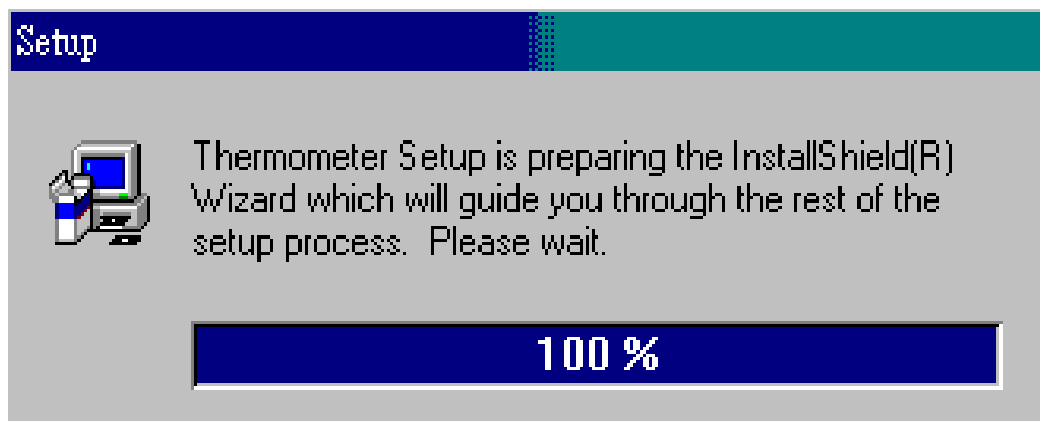 Setup
Thermometer Setup is preparing the InstallShield(R)
Wizard which will guide you through the rest of the
setup process.  Please wait.
100 %